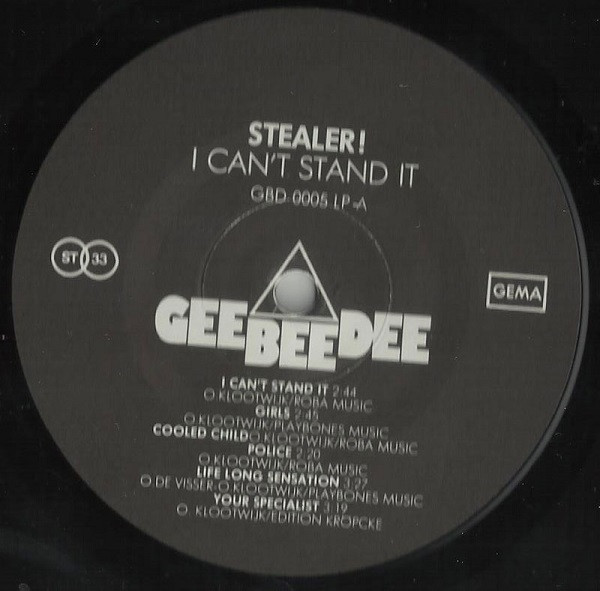 STEALER!
I CAN'T STAND IT
GBD-0005 LP-A
ST 33
GEMA
GEE
BEE
DEE
I CAN'T STAND IT 2:44
O KLOOTWIJK/ROBA MUSIC
GIRLS 2:45
O KLOOTWIJK/PLAYBONES MUSIC
COOLED CHILD O KLOOTWIJK/ROBA MUSIC
POLICE 2:20
O KLOOTWIJK/ROBA MUSIC
LIFE LONG SENSATION 3:27
O DE VISSER-O KLOOTWIJK/PLAYBONES MUSIC
YOUR SPECIALIST 3:19
O. KLOOTWIJK/EDITION KROPCKE